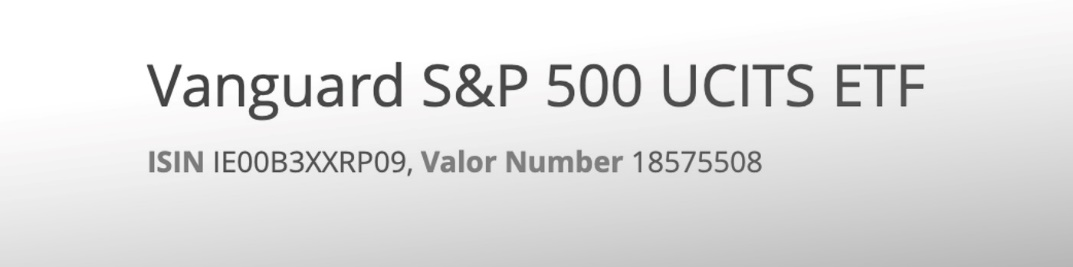 Vanguard S&P 500 UCITS ETF
ISIN IE00B3XXRP09, Valor Number 18575508